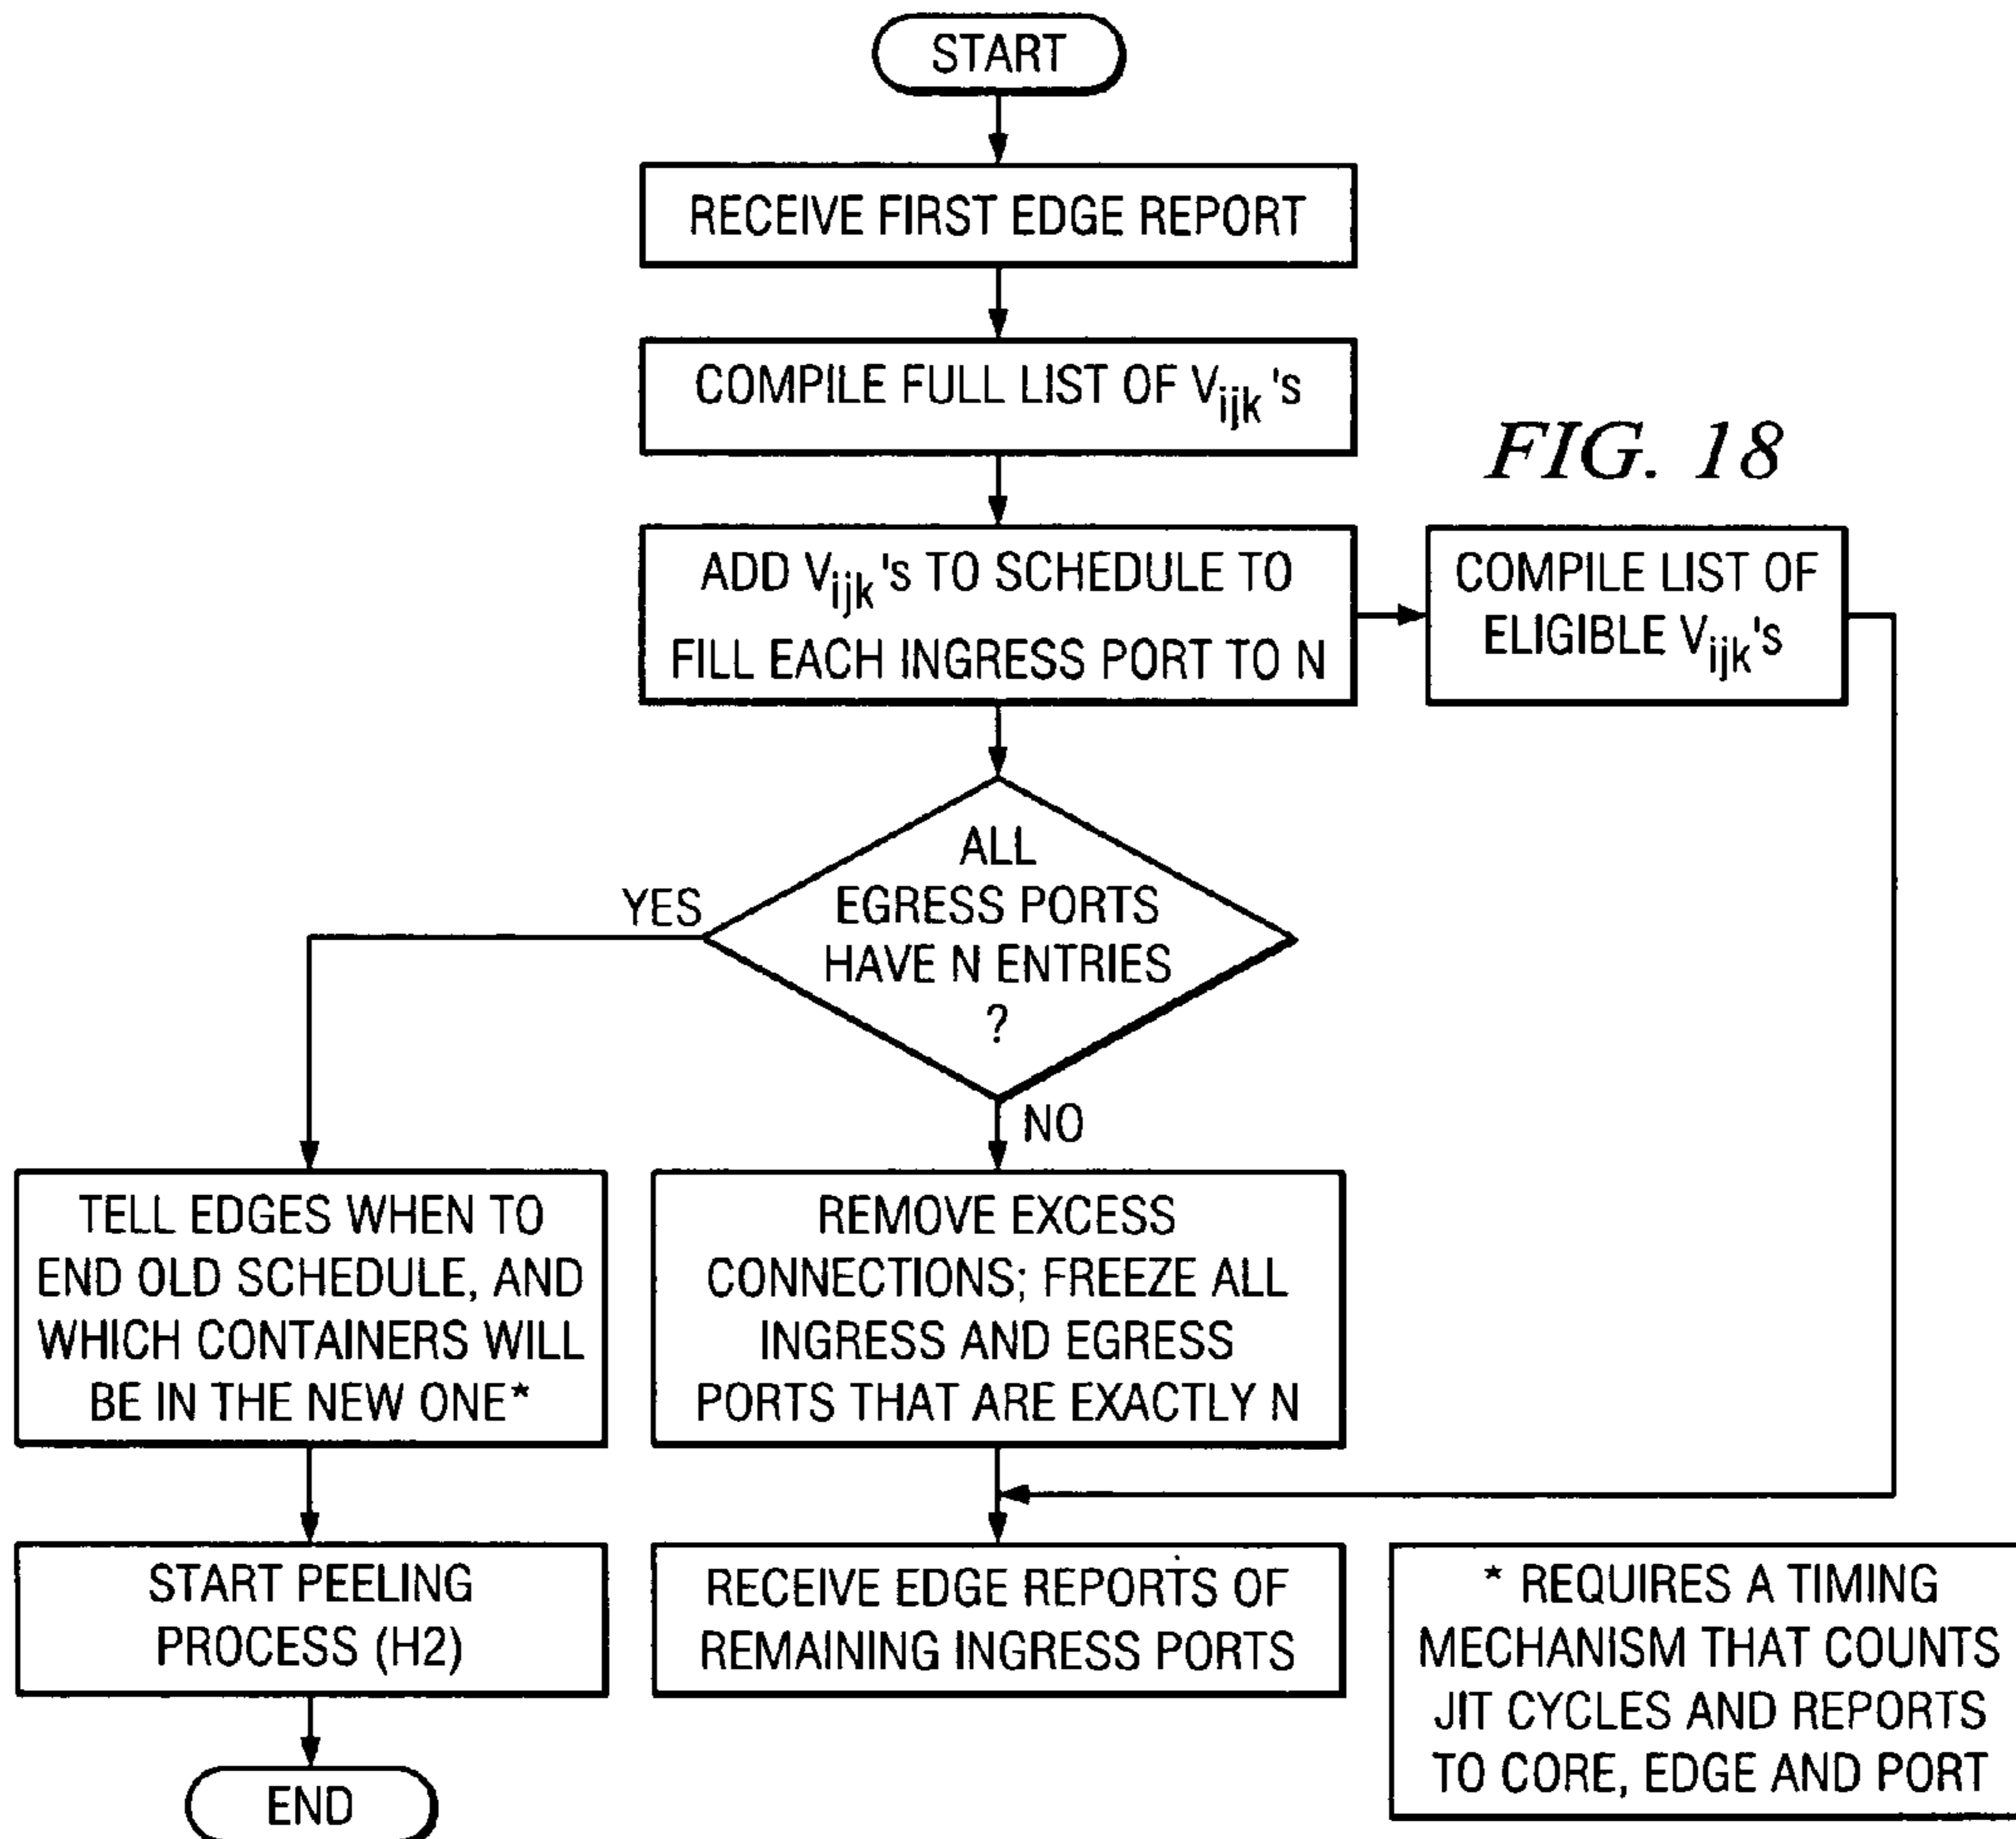 START
RECEIVE FIRST EDGE REPORT
COMPILE FULL LIST OF Vijk 's
FIG. 18
ADD Vijk 's TO SCHEDULE TO
FILL EACH INGRESS PORT TO N
COMPILE LIST OF
ELIGIBLE Vijk's
ALL
EGRESS PORTS
HAVE N ENTRIES
?
YES
NO
TELL EDGES WHEN TO
END OLD SCHEDULE, AND
WHICH CONTAINERS WILL
BE IN THE NEW ONE*
REMOVE EXCESS
CONNECTIONS; FREEZE ALL
INGRESS AND EGRESS
PORTS THAT ARE EXACTLY N
START PEELING
PROCESS (H2)
RECEIVE EDGE REPORTS OF
REMAINING INGRESS PORTS
* REQUIRES A TIMING
MECHANISM THAT COUNTS
JIT CYCLES AND REPORTS
TO CORE, EDGE AND PORT
END